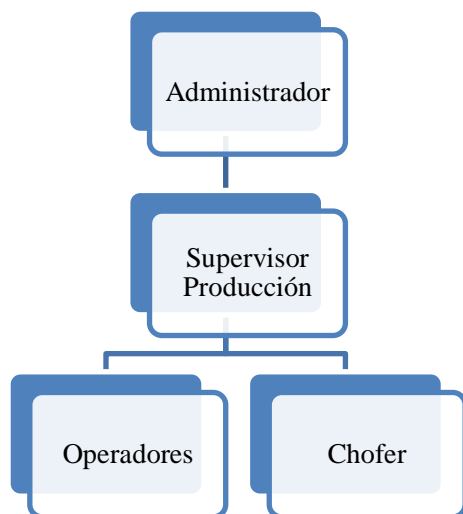 Administrador
Supervisor
Producción
Operadores
Chofer